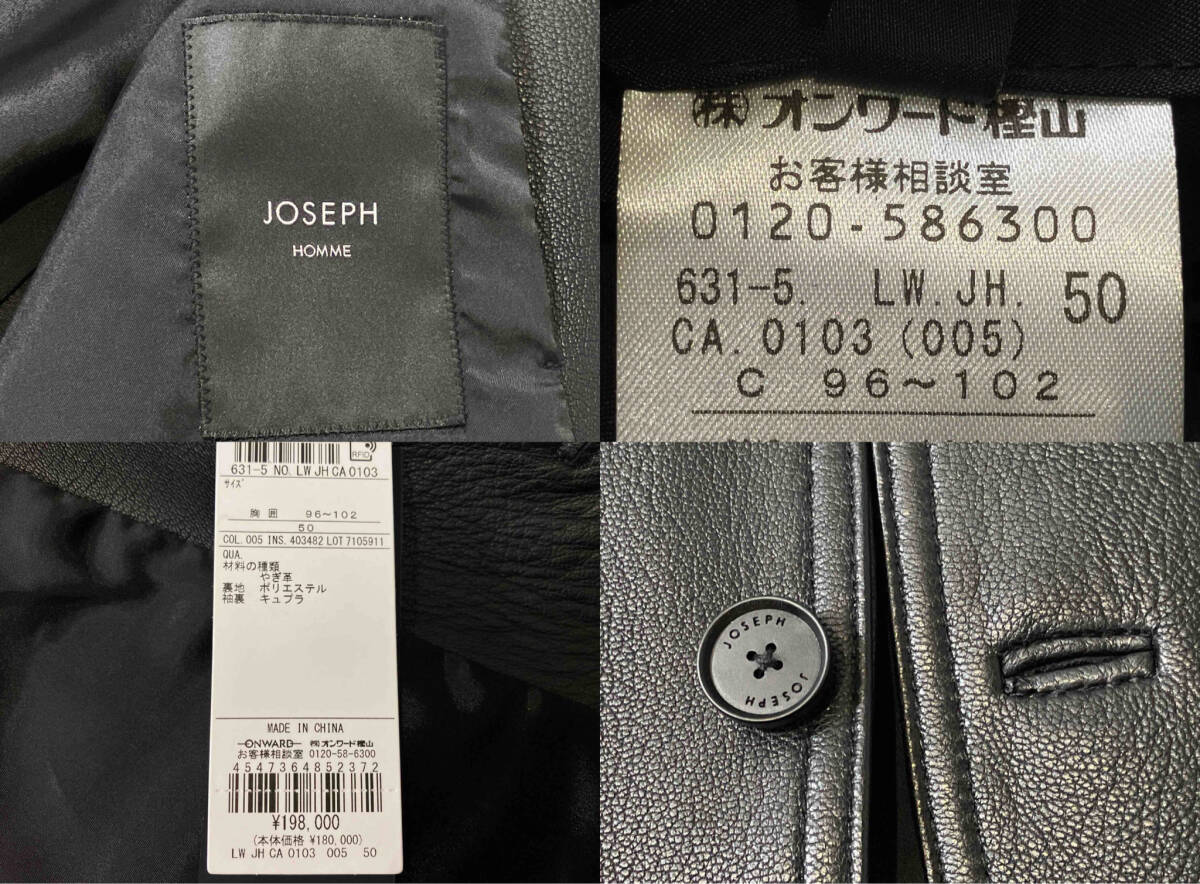 JOSEPH
HOMME
㈱オンワード樫山
お客様相談室
0120-586300
631-5. LW.JH. 50
CA.0103 (005)
C 96〜102
RFID
631-5 NO. LW JH CA 0103
サイズ
胸囲 96〜102
50
COL. 005 INS. 403482 LOT 7105911
QUA.
材料の種類
やぎ革
裏地 ポリエステル
袖裏 キュプラ
MADE IN CHINA
ONWARD ㈱オンワード樫山
お客様相談室 0120-58-6300
4547364852372
¥198,000
(本体価格 ¥180,000)
LW JH CA 0103 005 50
JOSEPH
JOSEPH